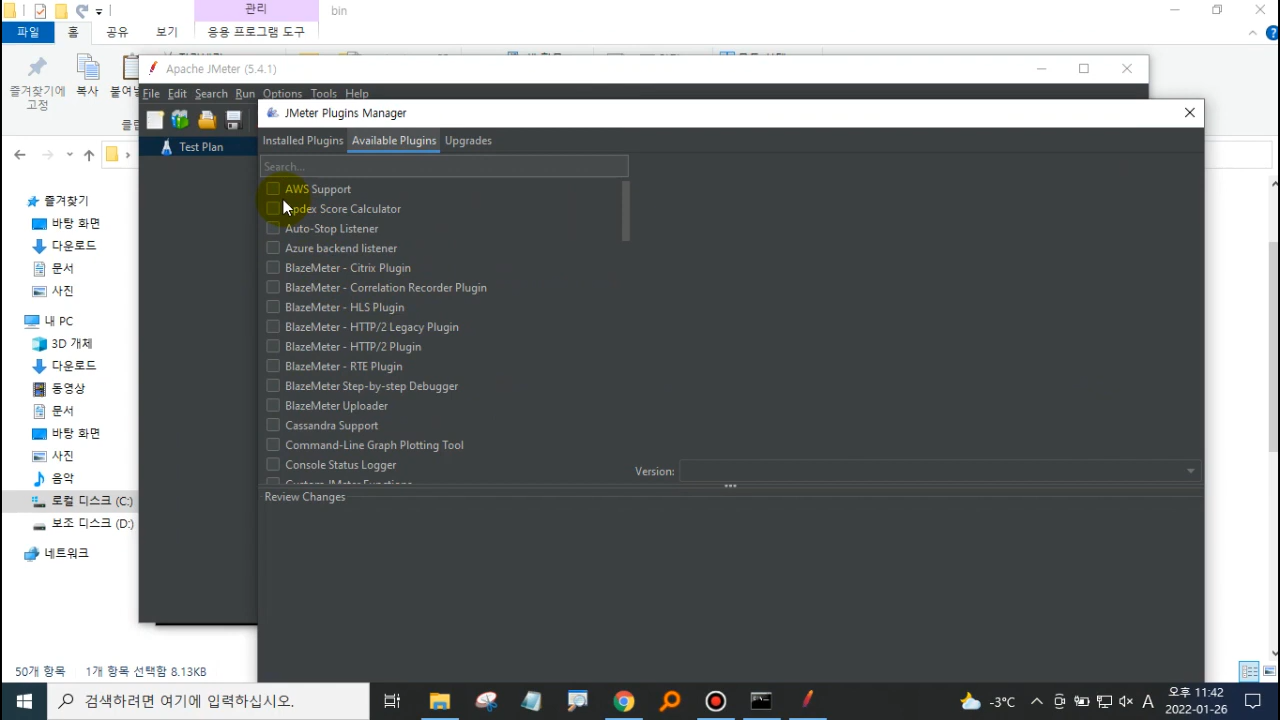 관리
bin
파일
홈
공유
보기
응용 프로그램 도구
즐겨찾기에
고정
복사
Apache JMeter (5.4.1)
File Edit Search Run Options Tools Help
JMeter Plugins Manager
Installed Plugins
Available Plugins
Upgrades
Test Plan
Search...
AWS Support
Apdex Score Calculator
Auto-Stop Listener
Azure backend listener
BlazeMeter - Citrix Plugin
BlazeMeter - Correlation Recorder Plugin
BlazeMeter - HLS Plugin
BlazeMeter - HTTP/2 Legacy Plugin
BlazeMeter - HTTP/2 Plugin
BlazeMeter - RTE Plugin
BlazeMeter Step-by-step Debugger
BlazeMeter Uploader
Cassandra Support
Command-Line Graph Plotting Tool
Console Status Logger
Custom JMeter Functions
Version:
Review Changes
즐겨찾기
바탕 화면
다운로드
문서
사진
내 PC
3D 개체
다운로드
동영상
문서
바탕 화면
사진
음악
로컬 디스크 (C:)
보조 디스크 (D:)
네트워크
50개 항목
1개 항목 선택함 8.13KB
검색하려면 여기에 입력하십시오.
-3°C
A
오후 11:42
2022-01-26